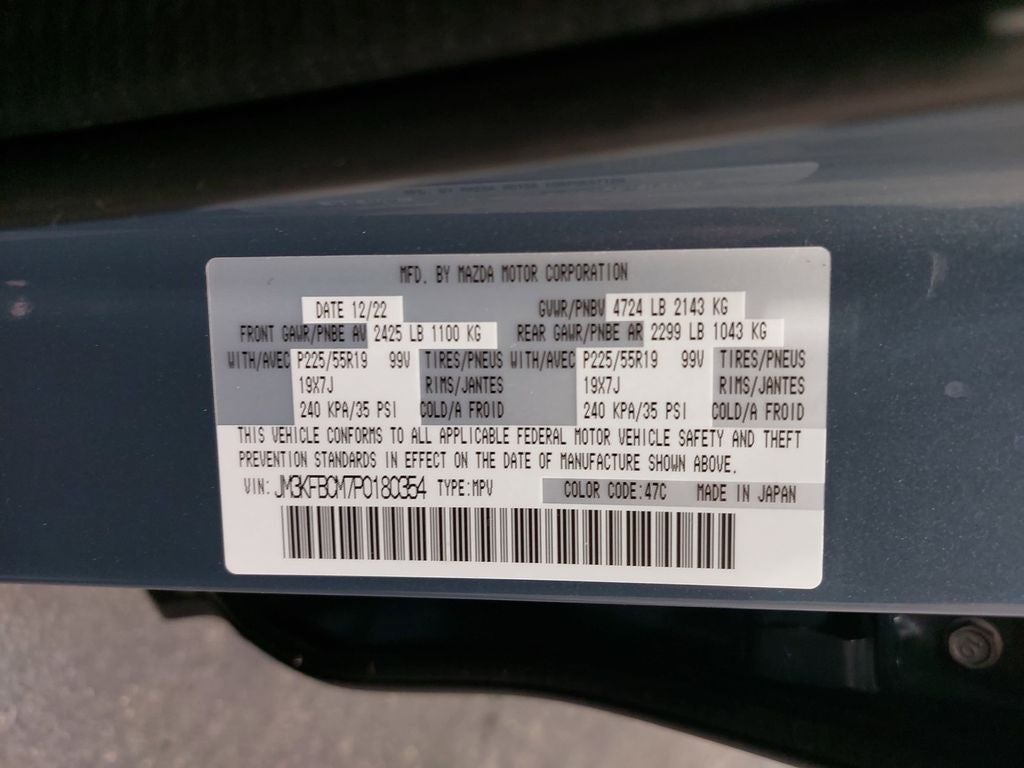 MFD. BY MAZDA MOTOR CORPORATION
DATE 12/22 GVWR/PNBV 4724 LB 2143 KG
FRONT GAWR/PNBE AV 2425 LB 1100 KG REAR GAWR/PNBE AR 2299 LB 1043 KG
WITH/AVEC P225/55R19 99V TIRES/PNEUS WITH/AVEC P225/55R19 99V TIRES/PNEUS
19X7J RIMS/JANTES 19X7J RIMS/JANTES
240 KPA/35 PSI COLD/A FROID 240 KPA/35 PSI COLD/A FROID
THIS VEHICLE CONFORMS TO ALL APPLICABLE FEDERAL MOTOR VEHICLE SAFETY AND THEFT
PREVENTION STANDARDS IN EFFECT ON THE DATE OF MANUFACTURE SHOWN ABOVE.
VIN: JM3KFBCM7P0180354 TYPE:MPV COLOR CODE:47C MADE IN JAPAN